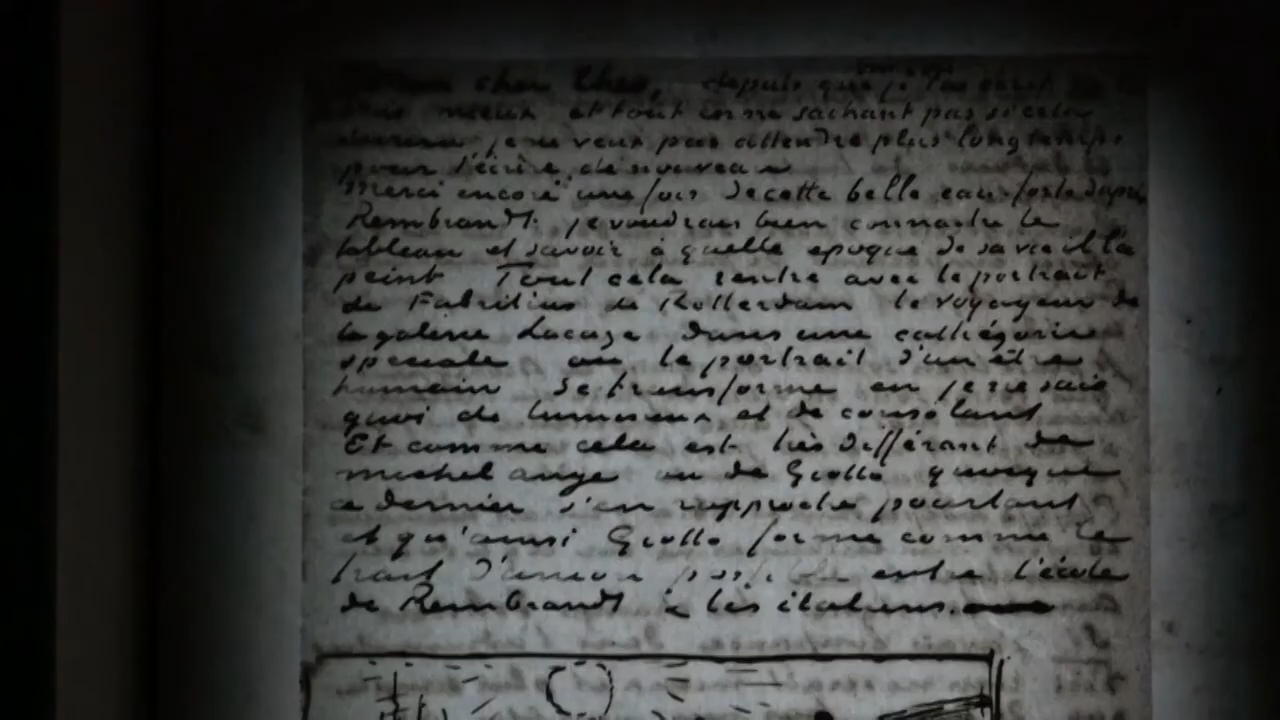 mon cher Theo, depuis que je t'ai écrit
mieux et tout en ne sachant pas si cela
durera je ne veux pas attendre plus longtemps
pour t'écrire de nouveau
Merci encore une fois de cette belle eau-forte d'après
Rembrandt. je voudrais bien connaitre le
tableau et savoir à quelle epoque de sa vie il l'a
peint Tout cela rentre avec le portrait
de Fabritius de Rotterdam le voyageur de
la galerie Lacaze dans une cathégorie
speciale ou le portrait d'un être
humain se transforme en je ne sais
quoi de lumineux et de consolant
Et comme cela est très différant de
michel ange ou de Giotto quoique
ce dernier s'en rapproche pourtant
et qu'ainsi Giotto forme comme le
trait d'union possible entre l'école
de Rembrandt & les italiens.